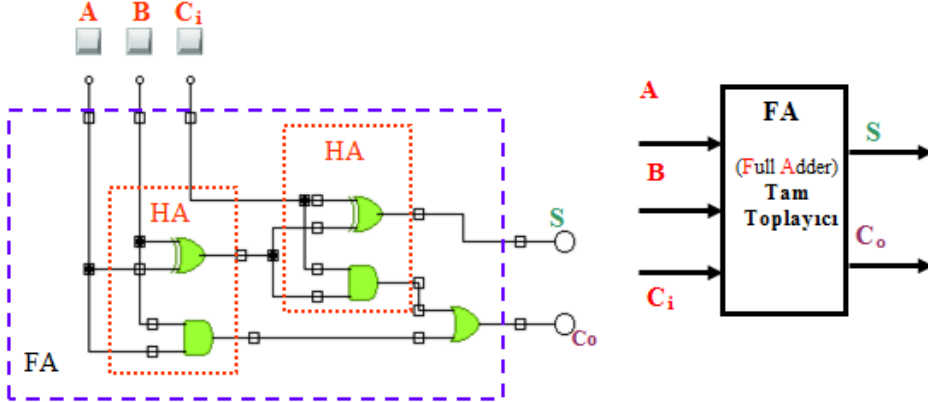 A B Ci
HA
HA
S
Co
FA
A
B
Ci
FA
(Full Adder)
Tam
Toplayıcı
S
Co